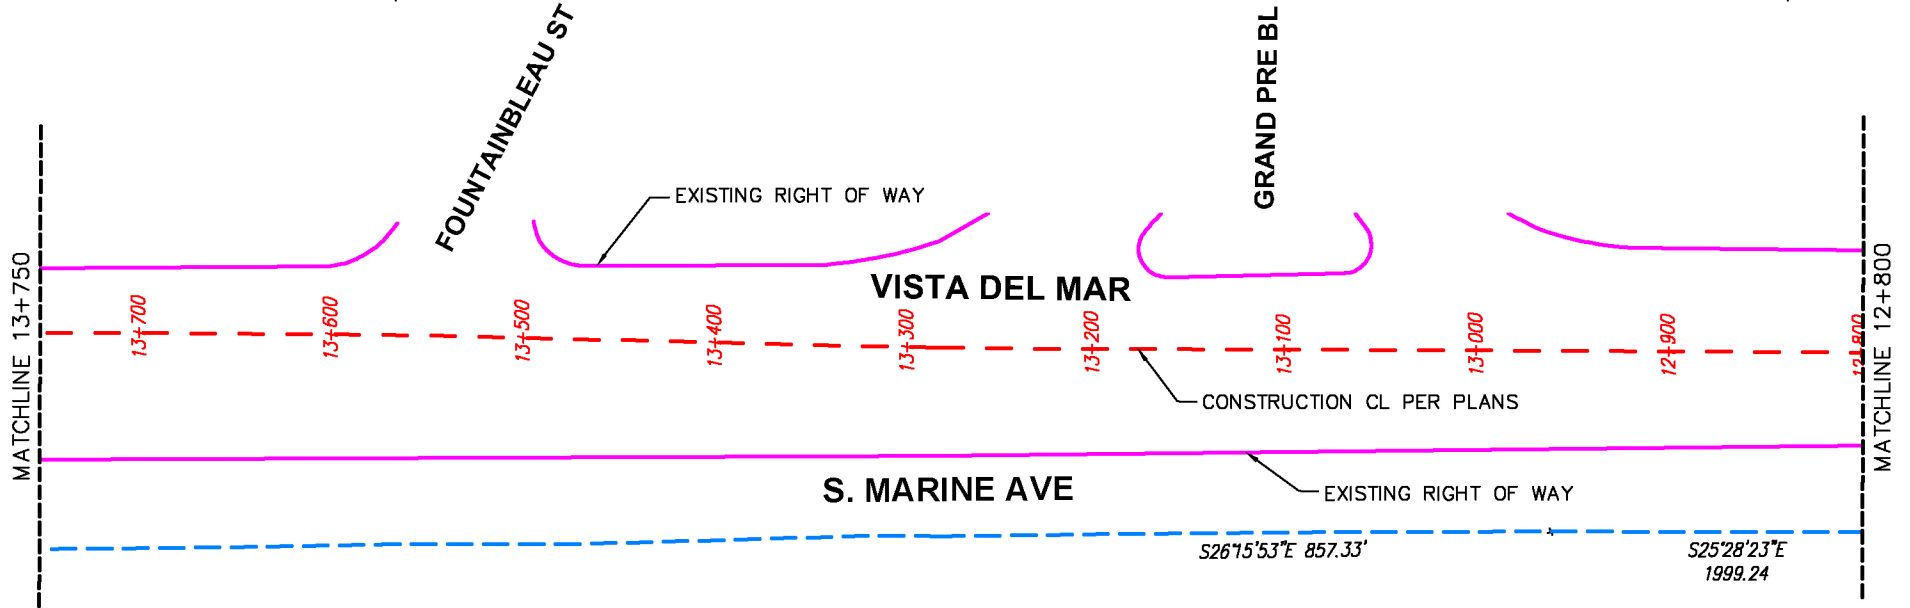 FOUNTAINBLEAU ST
GRAND PRE BL
EXISTING RIGHT OF WAY
VISTA DEL MAR
MATCHLINE 13+750
13+700
13+600
13+500
13+400
13+300
13+200
13+100
13+000
12+900
12+800
MATCHLINE 12+800
CONSTRUCTION CL PER PLANS
S. MARINE AVE
EXISTING RIGHT OF WAY
S26°15'53"E 857.33'
S25°28'23"E
1999.24